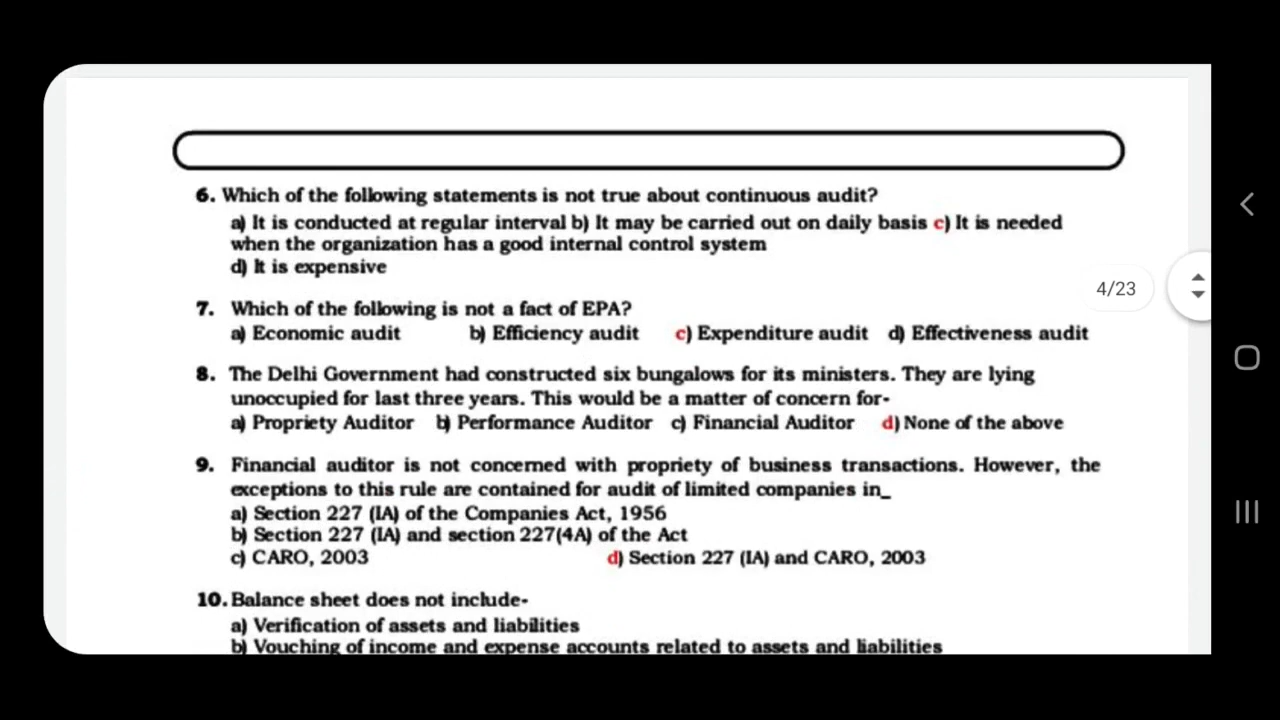 6. Which of the following statements is not true about continuous audit?
a) It is conducted at regular interval b) It may be carried out on daily basis c) It is needed
when the organization has a good internal control system
d) It is expensive
7. Which of the following is not a fact of EPA?
a) Economic audit b) Efficiency audit c) Expenditure audit d) Effectiveness audit
4/23
8. The Delhi Government had constructed six bungalows for its ministers. They are lying
unoccupied for last three years. This would be a matter of concern for-
a) Propriety Auditor b) Performance Auditor c) Financial Auditor d) None of the above
9. Financial auditor is not concerned with propriety of business transactions. However, the
exceptions to this rule are contained for audit of limited companies in_
a) Section 227 (IA) of the Companies Act, 1956
b) Section 227 (IA) and section 227(4A) of the Act
c) CARO, 2003 d) Section 227 (IA) and CARO, 2003
10. Balance sheet does not include-
a) Verification of assets and liabilities
b) Vouching of income and expense accounts related to assets and liabilities